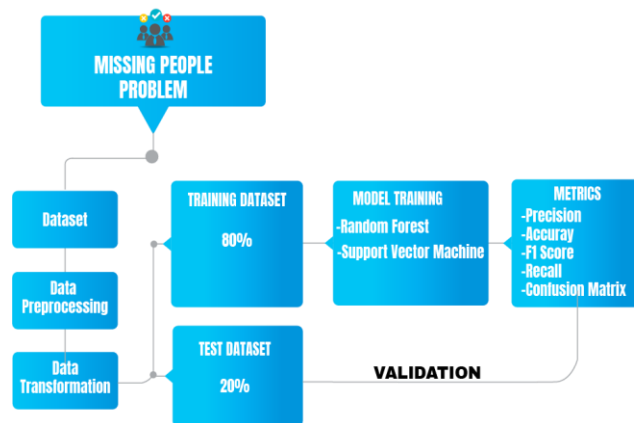 MISSING PEOPLE
PROBLEM
Dataset
Data
Preprocessing
Data
Transformation
TRAINING DATASET
80%
TEST DATASET
20%
MODEL TRAINING
-Random Forest
-Support Vector Machine
METRICS
-Precision
-Accuray
-F1 Score
-Recall
-Confusion Matrix
VALIDATION